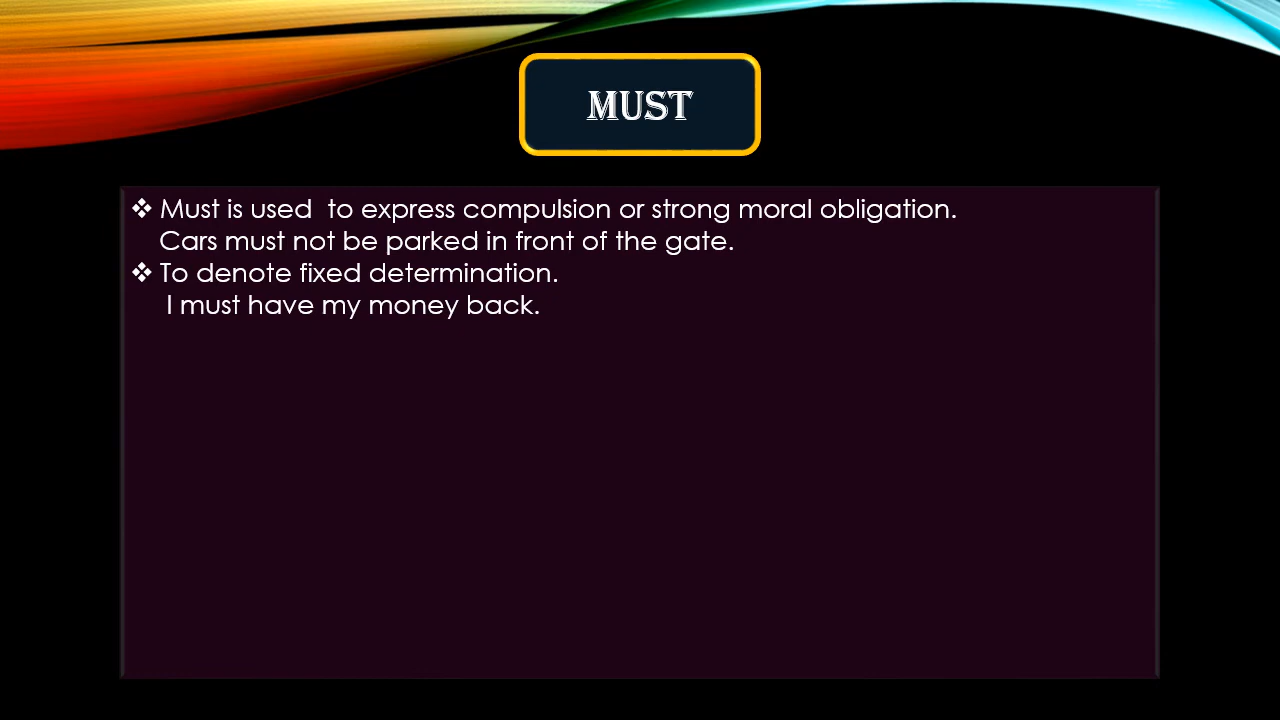 MUST
❖ Must is used  to express compulsion or strong moral obligation.
Cars must not be parked in front of the gate.
❖ To denote fixed determination.
I must have my money back.